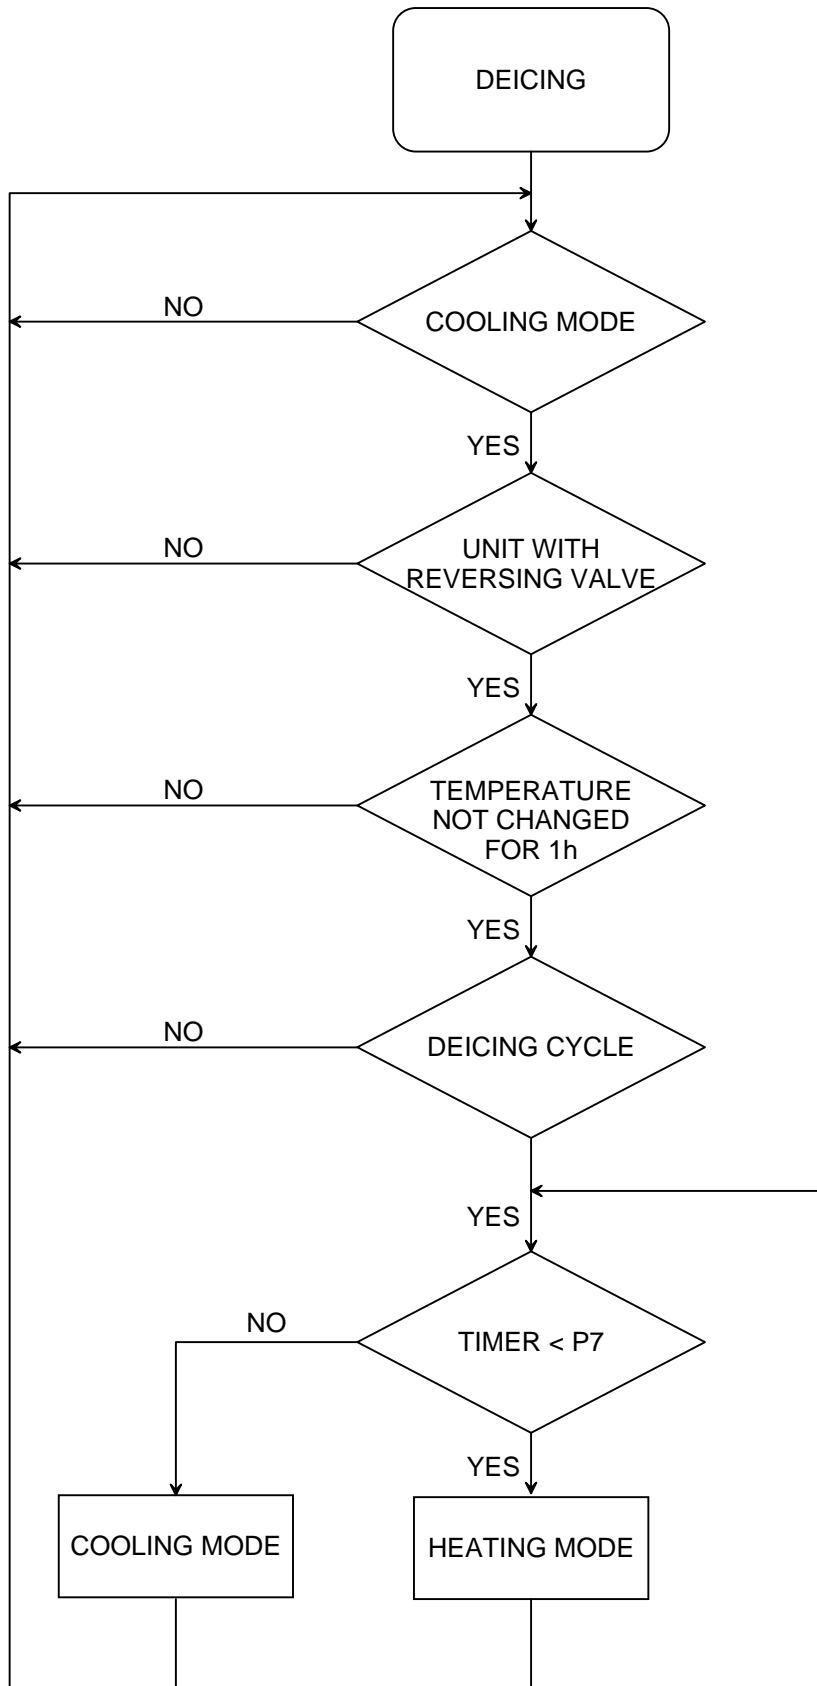 DEICING
COOLING MODE
NO
YES
UNIT WITH
REVERSING VALVE
NO
YES
TEMPERATURE
NOT CHANGED
FOR 1h
NO
YES
DEICING CYCLE
NO
YES
TIMER < P7
NO
YES
COOLING MODE
HEATING MODE